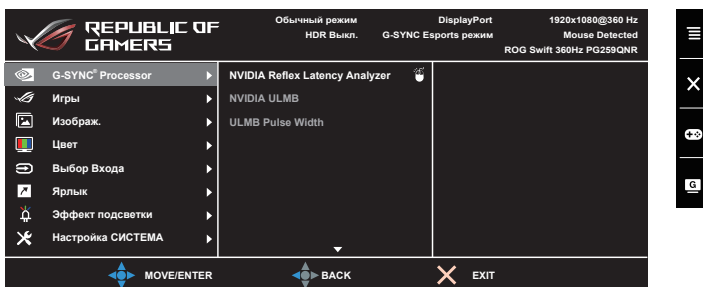 REPUBLIC OF
GAMERS
Обычный режим
HDR Выкл.
DisplayPort
G-SYNC Esports режим
1920x1080@360 Hz
Mouse Detected
ROG Swift 360Hz PG259QNR
G-SYNC® Processor
Игры
Изображ.
Цвет
Выбор Входа
Ярлык
Эффект подсветки
Настройка СИСТЕМА
NVIDIA Reflex Latency Analyzer
NVIDIA ULMB
ULMB Pulse Width
MOVE/ENTER
BACK
EXIT
G